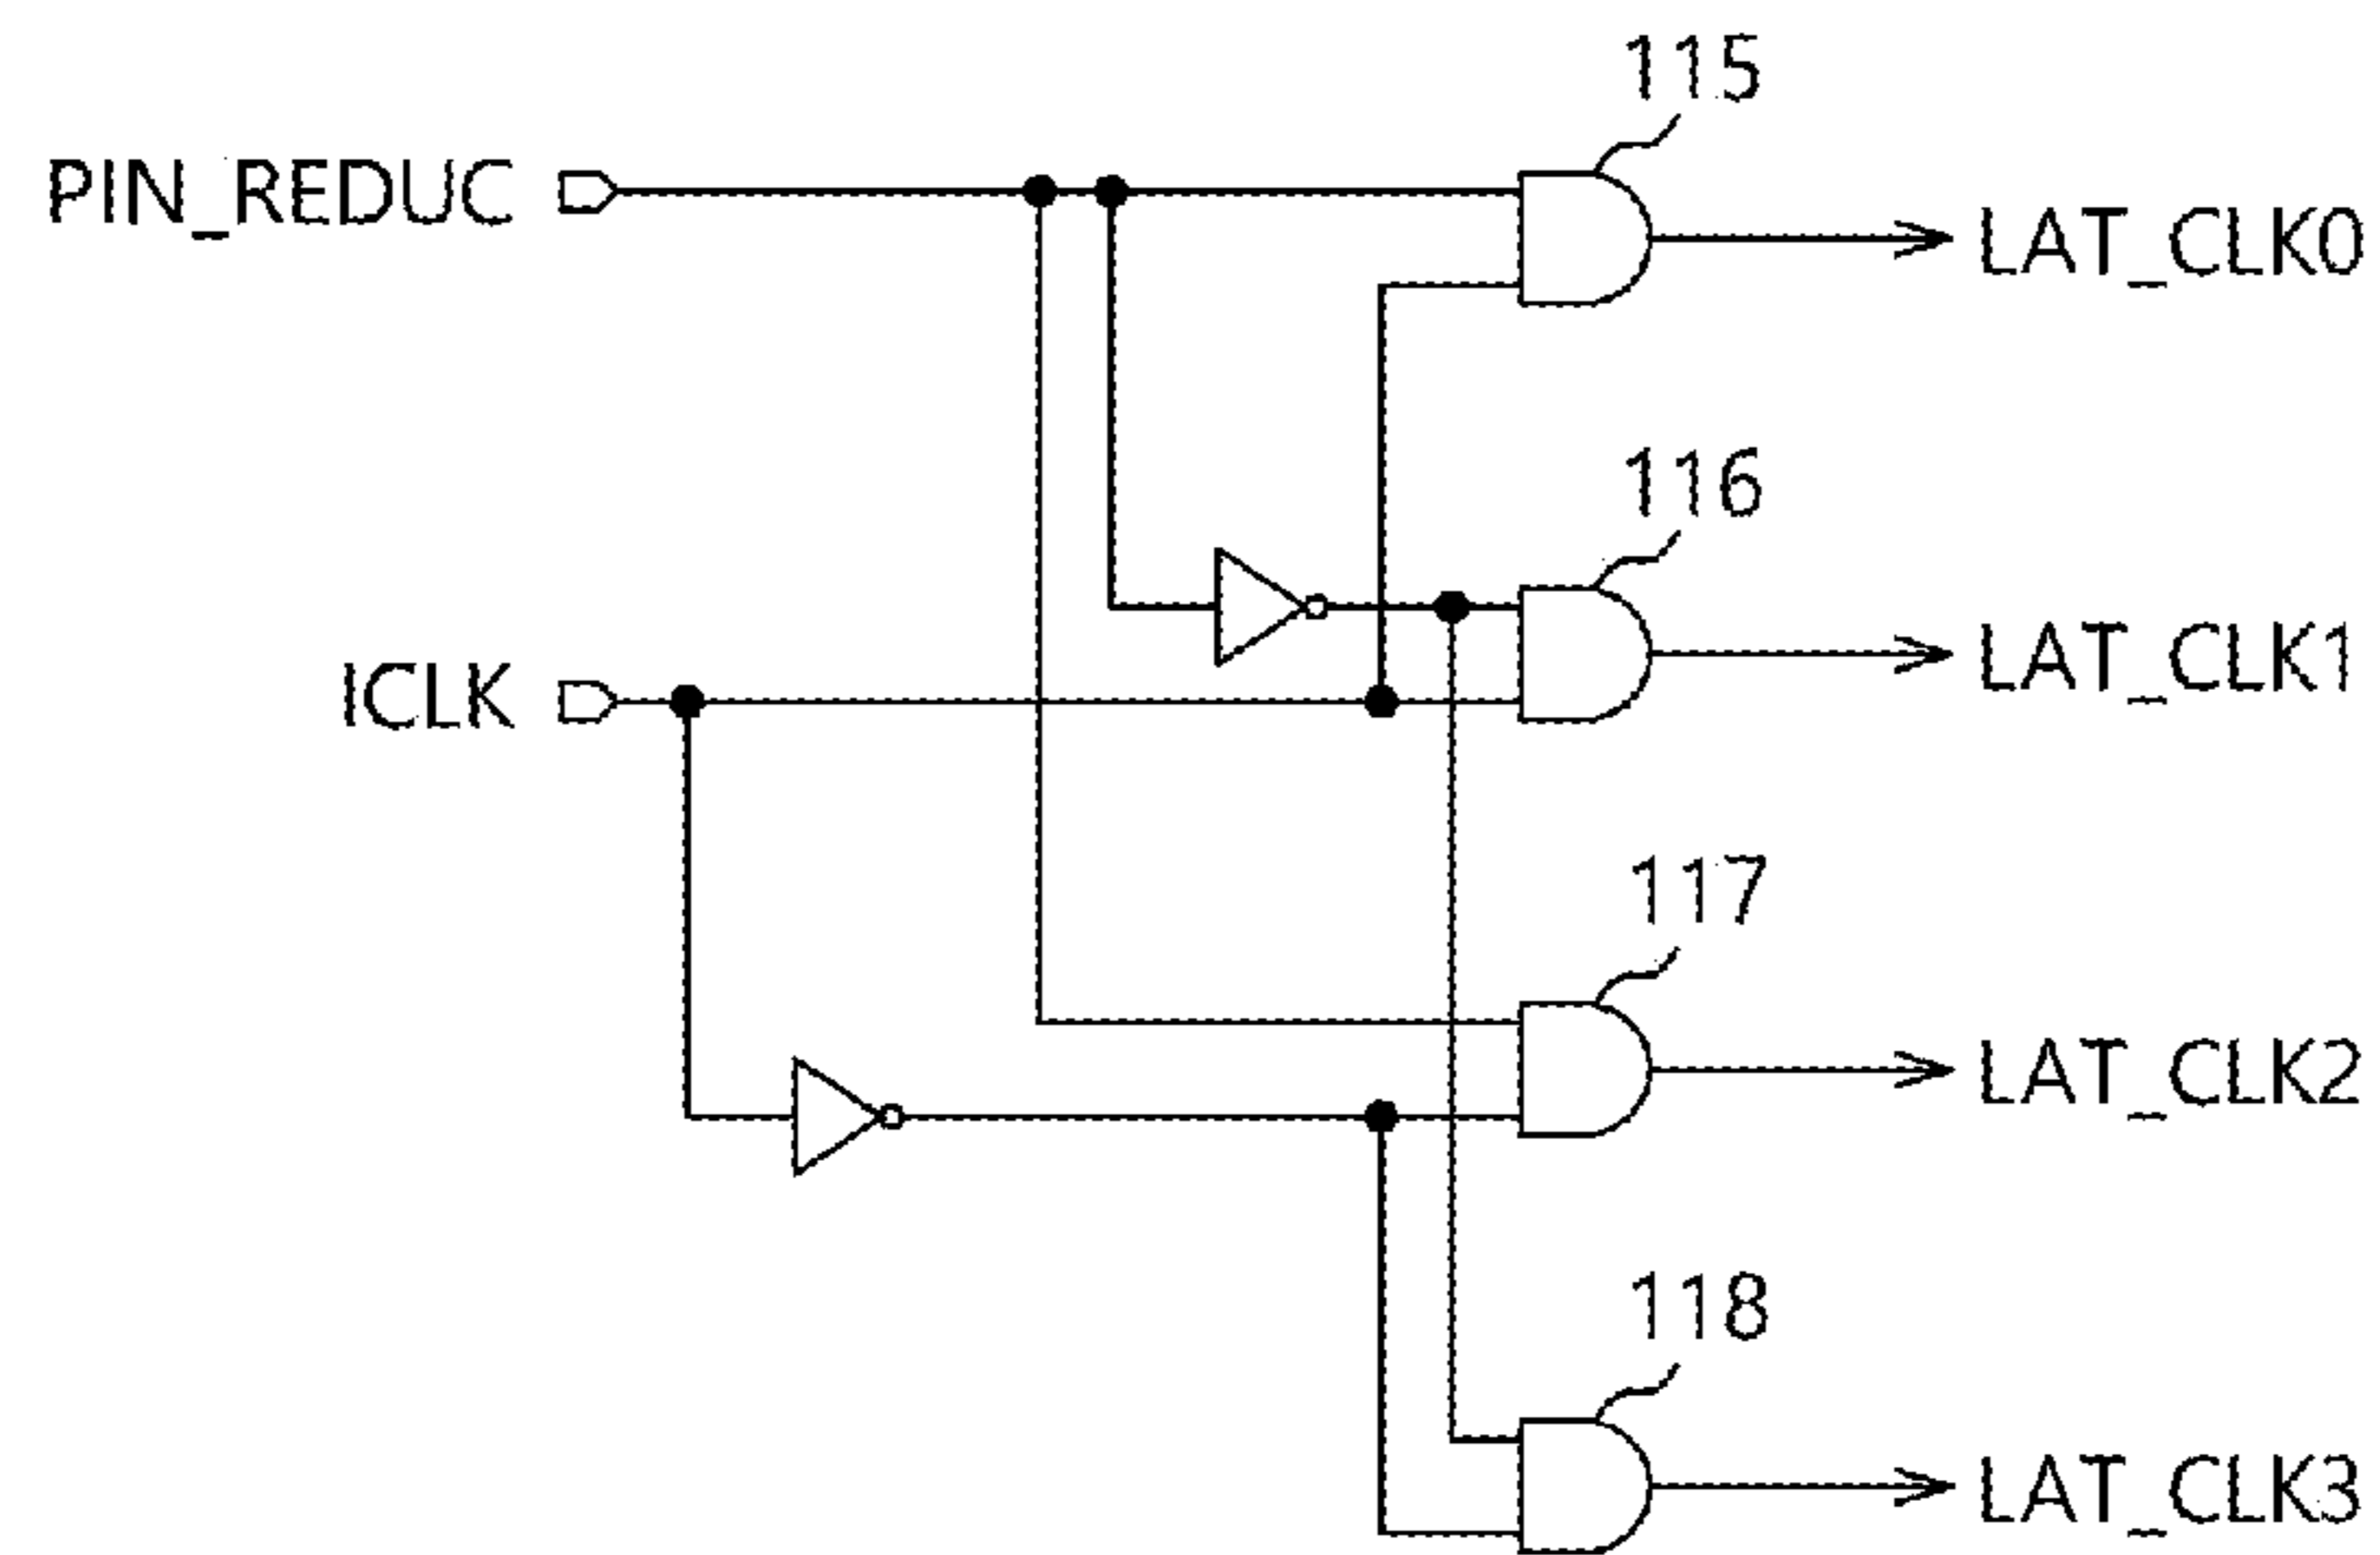 115
PIN_REDUC
LAT_CLK0
116
ICLK
LAT_CLK1
117
LAT_CLK2
118
LAT_CLK3